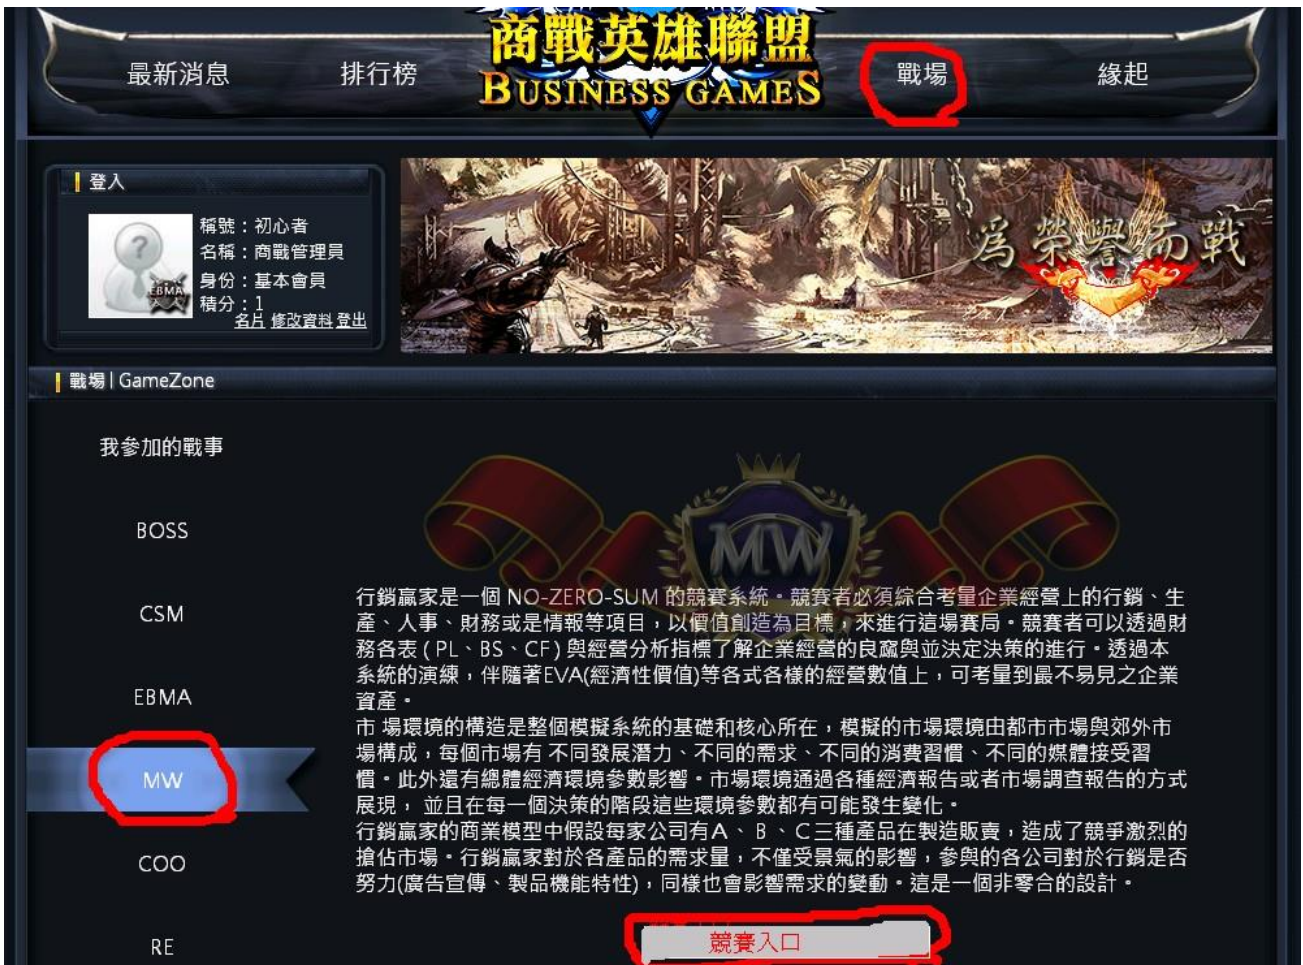 商戰英雄聯盟
BUSINESS GAMES
最新消息
排行榜
戰場
緣起
登入
稱號：初心者
名稱：商戰管理員
身份：基本會員
積分：1
名片 修改資料 登出
EBMA
為榮譽而戰
戰場 | GameZone
我參加的戰事
BOSS
CSM
EBMA
MW
COO
RE
MW
行銷贏家是一個 NO-ZERO-SUM 的競賽系統。競賽者必須綜合考量企業經營上的行銷、生
產、人事、財務或是情報等項目，以價值創造為目標，來進行這場賽局。競賽者可以透過財
務各表 ( PL、BS、CF ) 與經營分析指標了解企業經營的良窳與並決定決策的進行。透過本
系統的演練，伴隨著EVA(經濟性價值)等各式各樣的經營數值上，可考量到最不易見之企業
資產。
市 場環境的構造是整個模擬系統的基礎和核心所在，模擬的市場環境由都市市場與郊外市
場構成，每個市場有 不同發展潛力、不同的需求、不同的消費習慣、不同的媒體接受習
慣。此外還有總體經濟環境參數影響。市場環境通過各種經濟報告或者市場調查報告的方式
展現， 並且在每一個決策的階段這些環境參數都有可能發生變化。
行銷贏家的商業模型中假設每家公司有Ａ、Ｂ、Ｃ三種產品在製造販賣，造成了競爭激烈的
搶佔市場。行銷贏家對於各產品的需求量，不僅受景氣的影響，參與的各公司對於行銷是否
努力(廣告宣傳、製品機能特性)，同樣也會影響需求的變動。這是一個非零合的設計。
競賽入口